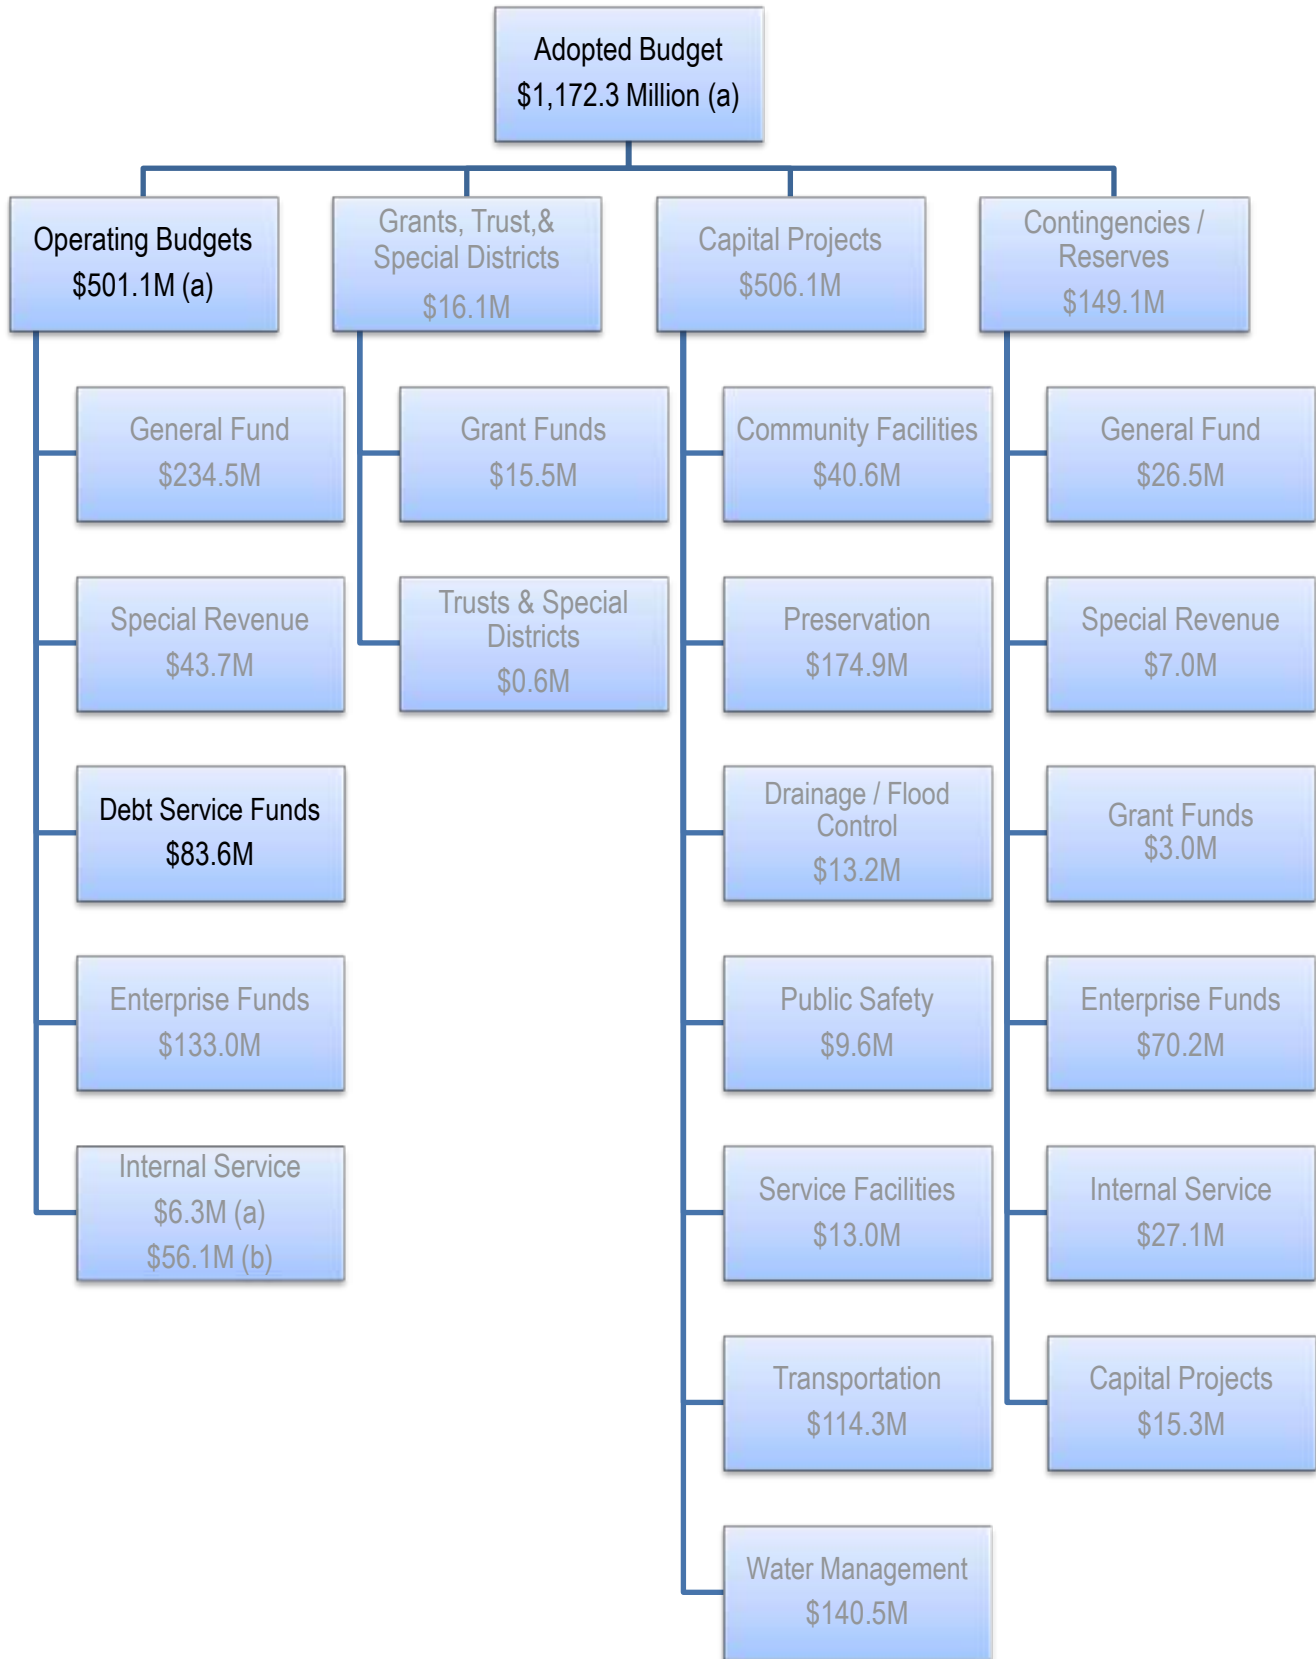 Adopted Budget
$1,172.3 Million (a)
Operating Budgets
$501.1M (a)
General Fund
$234.5M
Special Revenue
$43.7M
Debt Service Funds
$83.6M
Enterprise Funds
$133.0M
Internal Service
$6.3M (a)
$56.1M (b)
Grants, Trust,&
Special Districts
$16.1M
Grant Funds
$15.5M
Trusts & Special
Districts
$0.6M
Capital Projects
$506.1M
Community Facilities
$40.6M
Preservation
$174.9M
Drainage / Flood
Control
$13.2M
Public Safety
$9.6M
Service Facilities
$13.0M
Transportation
$114.3M
Water Management
$140.5M
Contingencies /
Reserves
$149.1M
General Fund
$26.5M
Special Revenue
$7.0M
Grant Funds
$3.0M
Enterprise Funds
$70.2M
Internal Service
$27.1M
Capital Projects
$15.3M